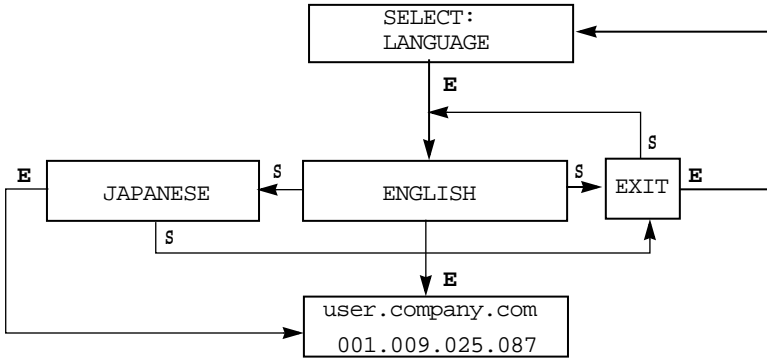 SELECT:
LANGUAGE
E
S
E
S
S
E
JAPANESE
ENGLISH
EXIT
S
E
user.company.com
001.009.025.087